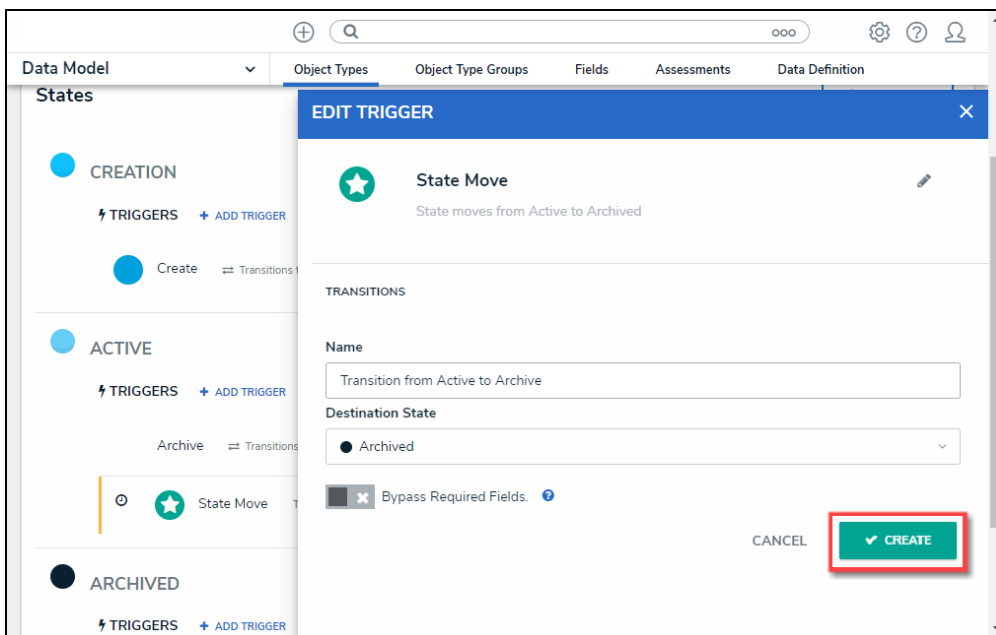 Data Model
Object Types
Object Type Groups
Fields
Assessments
Data Definition
States
CREATION
TRIGGERS
+ ADD TRIGGER
Create
Transitions
ACTIVE
TRIGGERS
+ ADD TRIGGER
Archive
Transitions
State Move
ARCHIVED
TRIGGERS
+ ADD TRIGGER
EDIT TRIGGER
State Move
State moves from Active to Archived
TRANSITIONS
Name
Transition from Active to Archive
Destination State
Archived
Bypass Required Fields.
CANCEL
CREATE